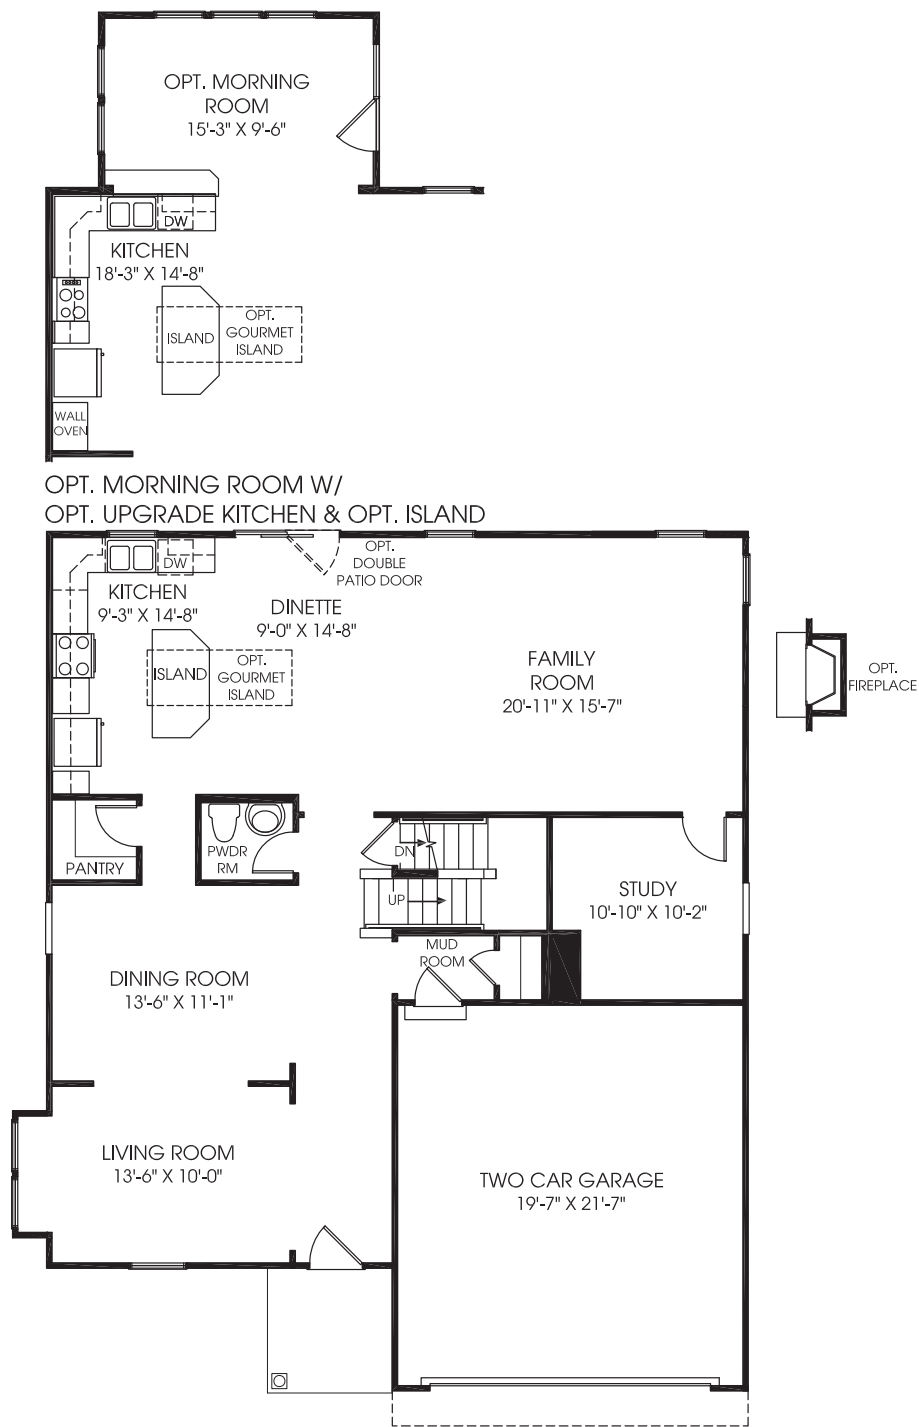 OPT. MORNING
ROOM
15'-3" X 9'-6"
DW
KITCHEN
18'-3" X 14'-8"
ISLAND
OPT.
GOURMET
ISLAND
WALL
OVEN
OPT. MORNING ROOM W/
OPT. UPGRADE KITCHEN & OPT. ISLAND
DW
OPT.
DOUBLE
PATIO DOOR
KITCHEN
9'-3" X 14'-8"
DINETTE
9'-0" X 14'-8"
ISLAND
OPT.
GOURMET
ISLAND
FAMILY
ROOM
20'-11" X 15'-7"
OPT.
FIREPLACE
PANTRY
PWDR
RM
DN
UP
STUDY
10'-10" X 10'-2"
MUD
ROOM
DINING ROOM
13'-6" X 11'-1"
LIVING ROOM
13'-6" X 10'-0"
TWO CAR GARAGE
19'-7" X 21'-7"